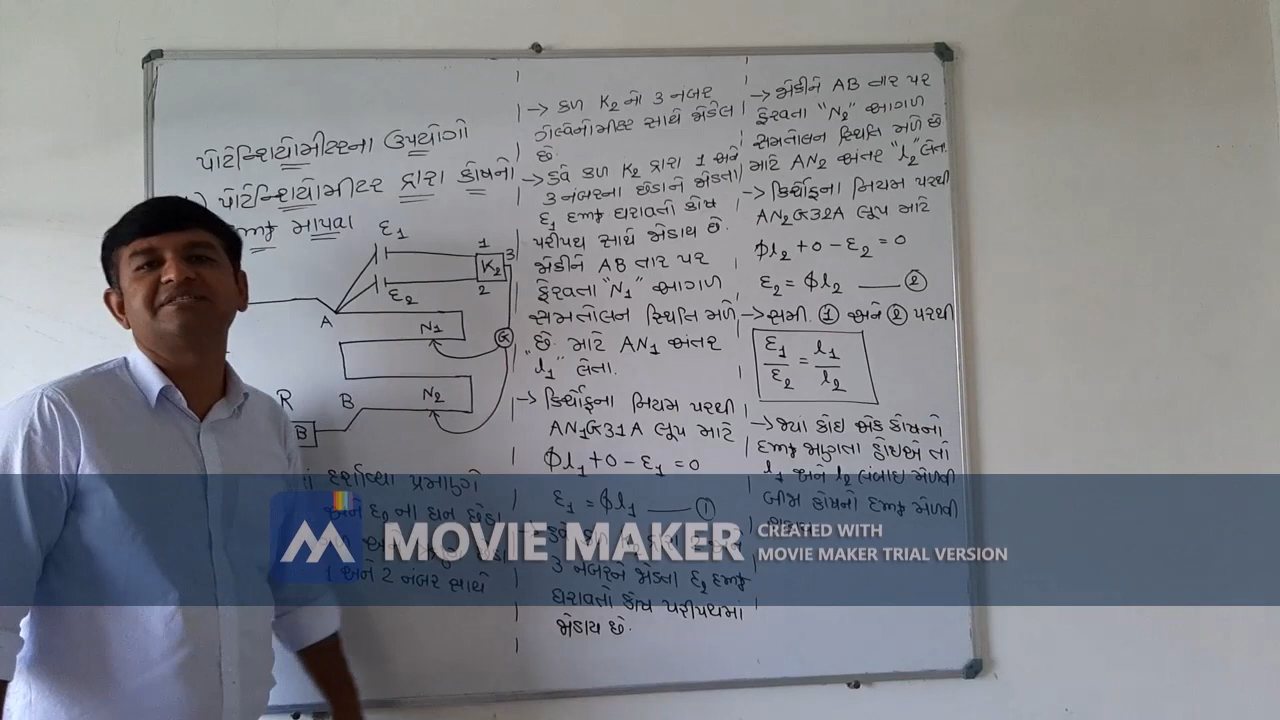 પોટેન્શિયોમીટરના ઉપયોગો
) પોટેન્શિયોમીટર દ્વારા કોષનો
emf માપવા
ε1
ε2
1
3
K2
2
A
N1
G
N2
R
B
B
દર્શાવ્યા પ્રમાણે
અને ε2 ના ધન છેડા
1 અને 2 નંબર સાથે
→ કળ K2 નો 3 નંબર
ગેલ્વેનોમીટર સાથે જોડેલ
છે.
→ હવે કળ K2 દ્વારા 1 અને
3 નંબરના છેડાને જોડતા
ε1 emf ધરાવતો કોષ
પરીપથ સાથે જોડાય છે.
જોકીને AB તાર પર
ફેરવતા "N1" આગળ
સમતોલન સ્થિતિ મળે
છે. માટે AN1 અંતર
"l1" લેતા.
→ કિર્ચોફના નિયમ પરથી
AN1G31A લૂપ માટે
ϕl1 + 0 - ε1 = 0
ε1 = ϕl1 —— ①
3 નંબરને જોડતા ε2 emf
ધરાવતો કોષ પરીપથમાં
જોડાય છે.
→ જોકીને AB તાર પર
ફેરવતા "N2" આગળ
સમતોલન સ્થિતિ મળે છે
માટે AN2 અંતર "l2" લેતા.
→ કિર્ચોફના નિયમ પરથી
AN2G32A લૂપ માટે
ϕl2 + 0 - ε2 = 0
ε2 = ϕl2 —— ②
→ સમી. ① અને ② પરથી
ε1/ε2 = l1/l2
→ જ્યાં કોઇ એક કોષનો
emf જાણતા હોઇએ તો
l1 અને l2 લંબાઇ મેળવી
બીજા કોષનો emf મેળવી
MOVIE MAKER
CREATED WITH
MOVIE MAKER TRIAL VERSION